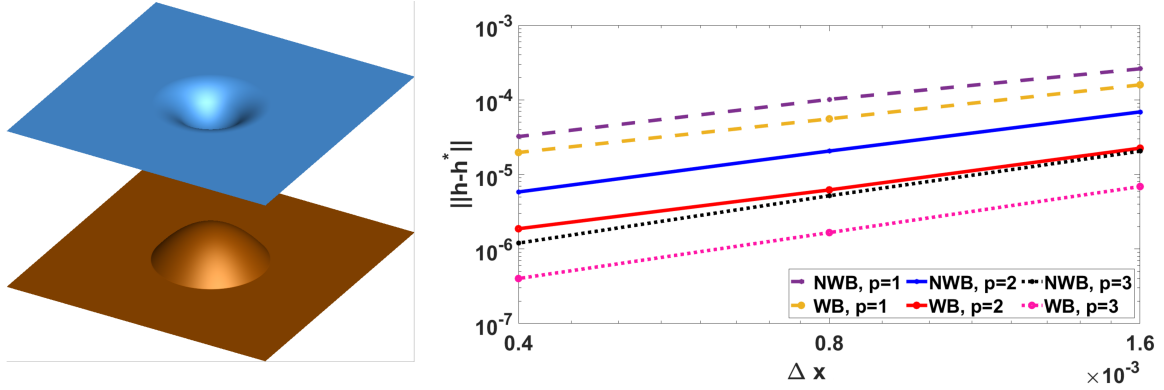 ||h-h*||
10⁻³
10⁻⁴
10⁻⁵
10⁻⁶
10⁻⁷
NWB, p=1 NWB, p=2 NWB, p=3
WB, p=1 WB, p=2 WB, p=3
0.4 0.8 1.6
Δ x ×10⁻³